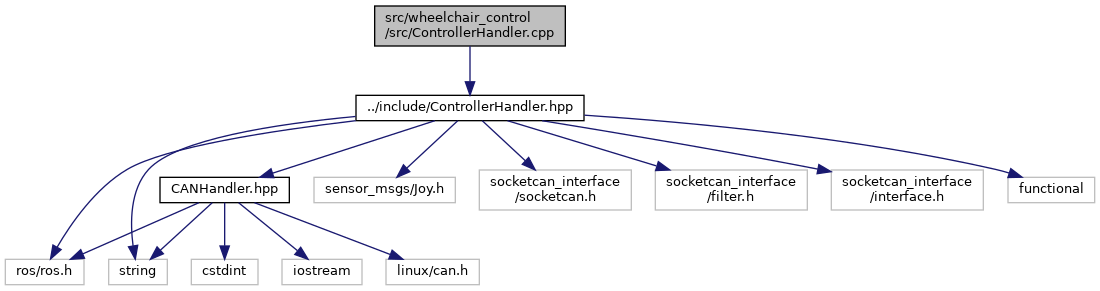 src/wheelchair_control
/src/ControllerHandler.cpp
../include/ControllerHandler.hpp
CANHandler.hpp
sensor_msgs/Joy.h
socketcan_interface
/socketcan.h
socketcan_interface
/filter.h
socketcan_interface
/interface.h
functional
ros/ros.h
string
cstdint
iostream
linux/can.h